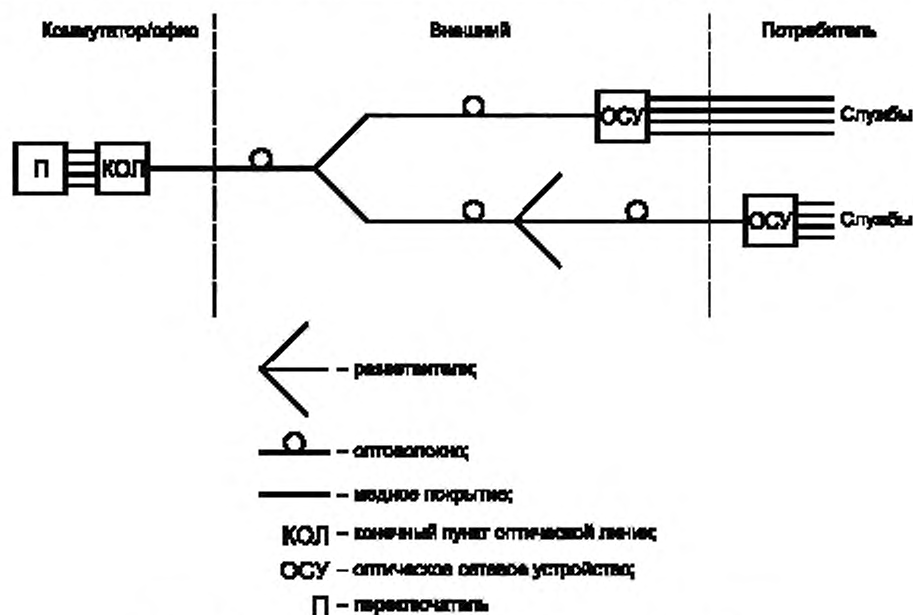 Коммутатор/офис Внешний Потребитель
П КОЛ ОСУ Службы
ОСУ Службы
– разветвители;
– оптоволокно;
– медное покрытие;
КОЛ – конечный пункт оптической линии;
ОСУ – оптическое сетевое устройство;
П – переключатель